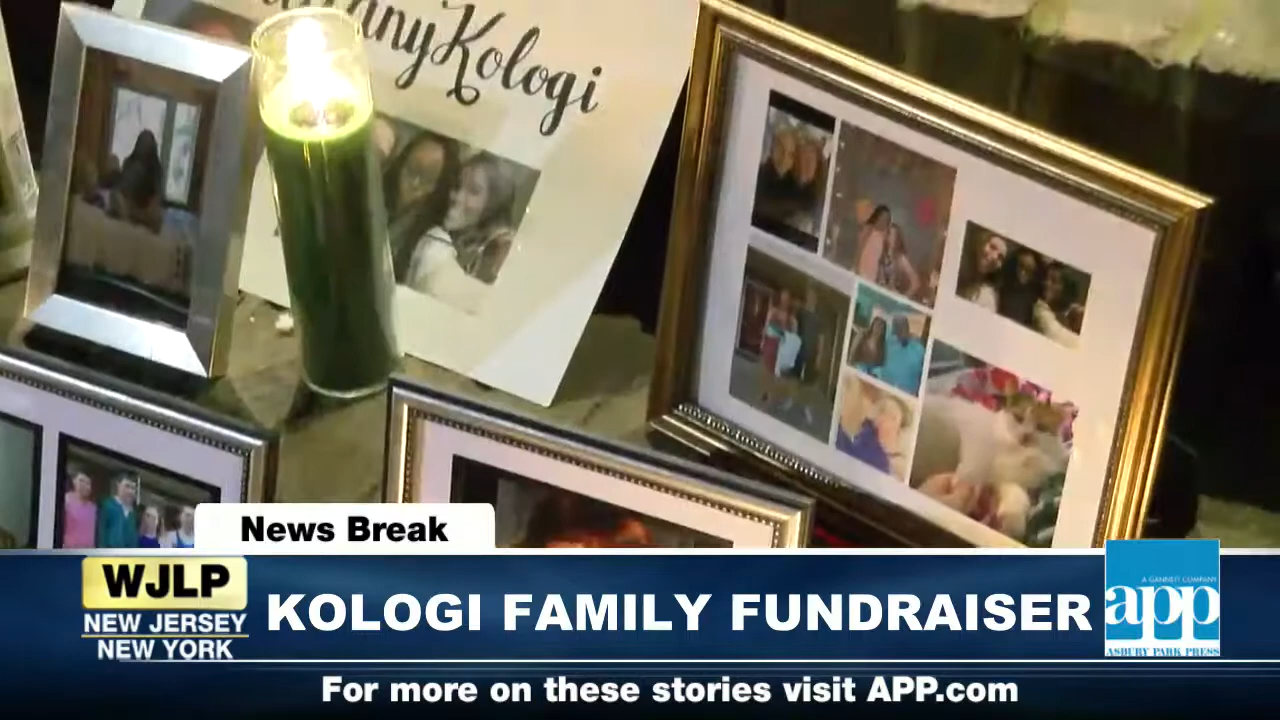 Kologi
News Break
WJLP
NEW JERSEY
NEW YORK
KOLOGI FAMILY FUNDRAISER
A GANNETT COMPANY
app
ASBURY PARK PRESS
For more on these stories visit APP.com